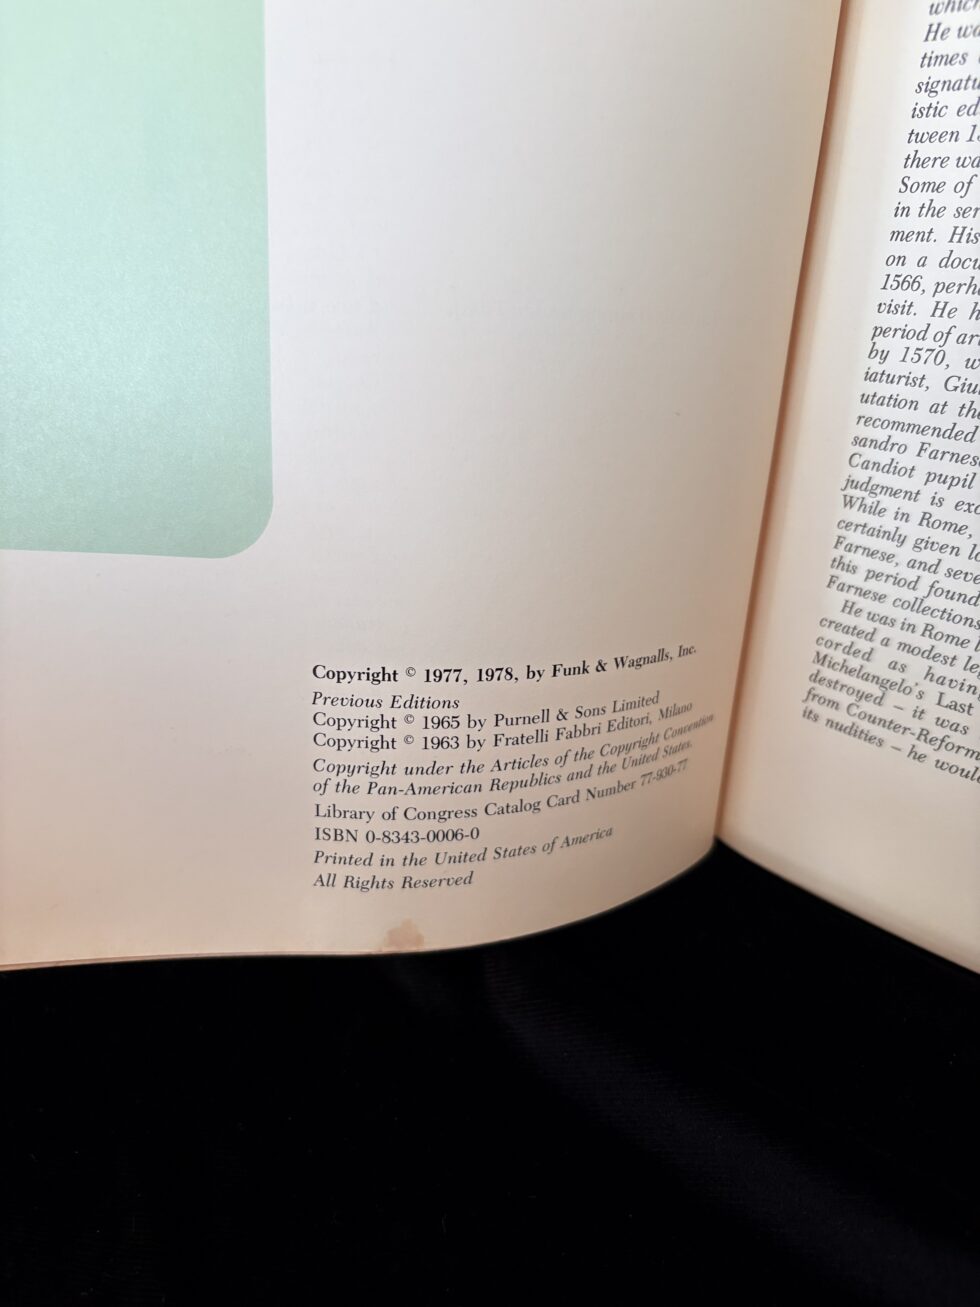 Copyright © 1977, 1978, by Funk & Wagnalls, Inc.
Previous Editions
Copyright © 1965 by Purnell & Sons Limited
Copyright © 1963 by Fratelli Fabbri Editori, Milano
Copyright under the Articles of the Copyright Convention
of the Pan-American Republics and the United States.
Library of Congress Catalog Card Number 77-930-77
ISBN 0-8343-0006-0
Printed in the United States of America
All Rights Reserved
which
He wa
times
signatu
istic ed
tween 1
there wa
Some of
in the ser
ment. His
on a docu
1566, perha
visit. He h
period of ar
by 1570, w
iaturist, Giu
utation at the
recommended
sandro Farnes
Candiot pupil
judgment is exc
While in Rome,
certainly given lo
Farnese, and seve
this period found
Farnese collections
He was in Rome
created a modest le
corded as having
Michelangelo's Last
destroyed – it was
from Counter-Reform
its nudities – he would